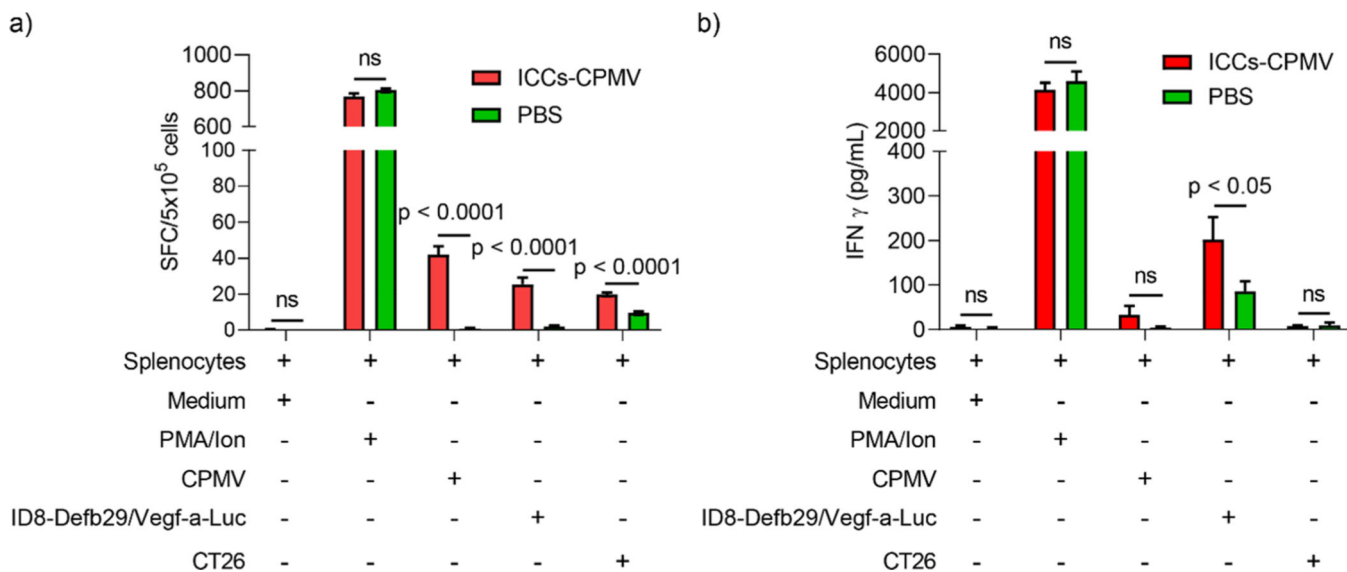 a)
1000
800
600
100
80
60
40
20
0
SFC/5x10⁵ cells
ns
ns
p < 0.0001
p < 0.0001
p < 0.0001
ICCs-CPMV
PBS
Splenocytes + + + + +
Medium + - - - -
PMA/Ion - + - - -
CPMV - - + - -
ID8-Defb29/Vegf-a-Luc - - - + -
CT26 - - - - +
b)
6000
4000
2000
400
300
200
100
0
IFN γ (pg/mL)
ns
ns
ns
p < 0.05
ns
ICCs-CPMV
PBS
Splenocytes + + + + +
Medium + - - - -
PMA/Ion - + - - -
CPMV - - + - -
ID8-Defb29/Vegf-a-Luc - - - + -
CT26 - - - - +